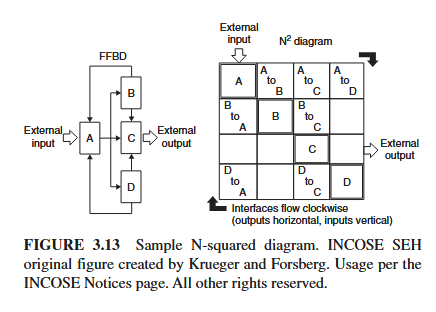 External
input
N² diagram
FFBD
B
External
input
A
C
External
output
D
A
A
to
B
A
to
C
A
to
D
B
to
A
B
B
to
C
C
External
output
D
to
A
D
to
C
D
Interfaces flow clockwise
(outputs horizontal, inputs vertical)
FIGURE 3.13 Sample N-squared diagram. INCOSE SEH
original figure created by Krueger and Forsberg. Usage per the
INCOSE Notices page. All other rights reserved.